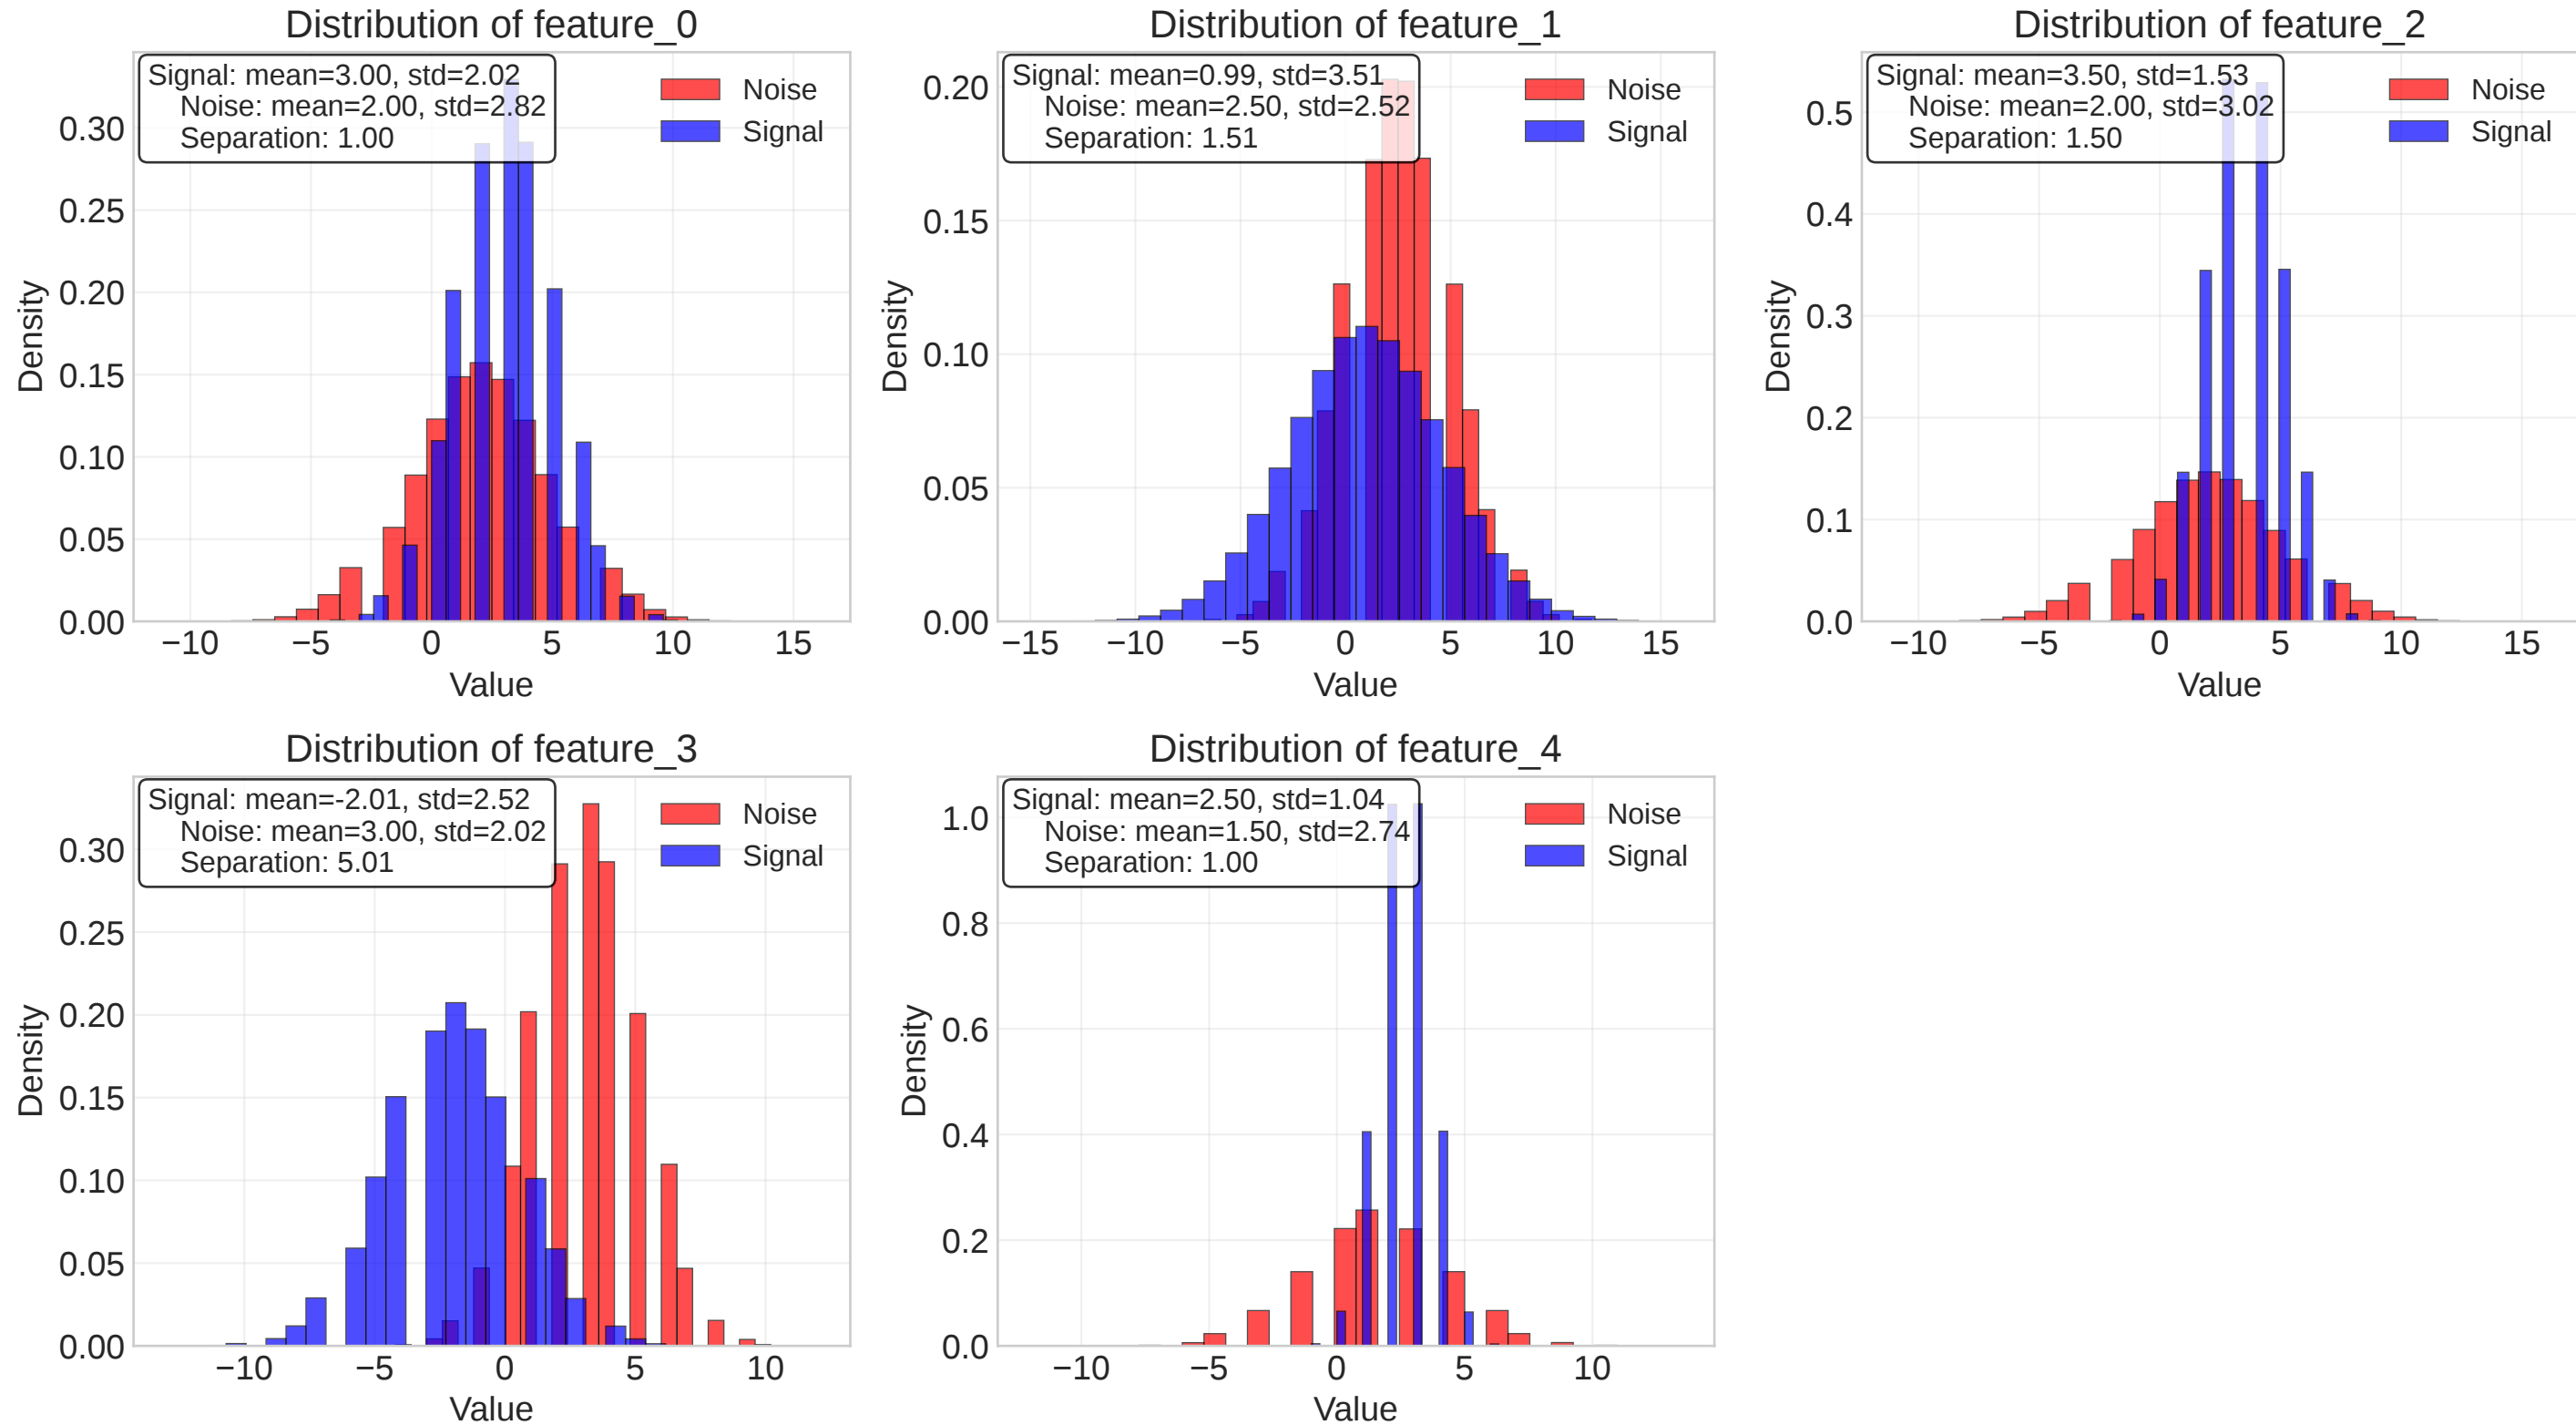 Distribution of feature_0
Signal: mean=3.00, std=2.02
Noise: mean=2.00, std=2.82
Separation: 1.00
Noise
Signal
Density
0.30
0.25
0.20
0.15
0.10
0.05
0.00
−10 −5 0 5 10 15
Value
Distribution of feature_1
Signal: mean=0.99, std=3.51
Noise: mean=2.50, std=2.52
Separation: 1.51
Noise
Signal
Density
0.20
0.15
0.10
0.05
0.00
−15 −10 −5 0 5 10 15
Value
Distribution of feature_2
Signal: mean=3.50, std=1.53
Noise: mean=2.00, std=3.02
Separation: 1.50
Noise
Signal
Density
0.5
0.4
0.3
0.2
0.1
0.0
−10 −5 0 5 10 15
Value
Distribution of feature_3
Signal: mean=-2.01, std=2.52
Noise: mean=3.00, std=2.02
Separation: 5.01
Noise
Signal
Density
0.30
0.25
0.20
0.15
0.10
0.05
0.00
−10 −5 0 5 10
Value
Distribution of feature_4
Signal: mean=2.50, std=1.04
Noise: mean=1.50, std=2.74
Separation: 1.00
Noise
Signal
Density
1.0
0.8
0.6
0.4
0.2
0.0
−10 −5 0 5 10
Value